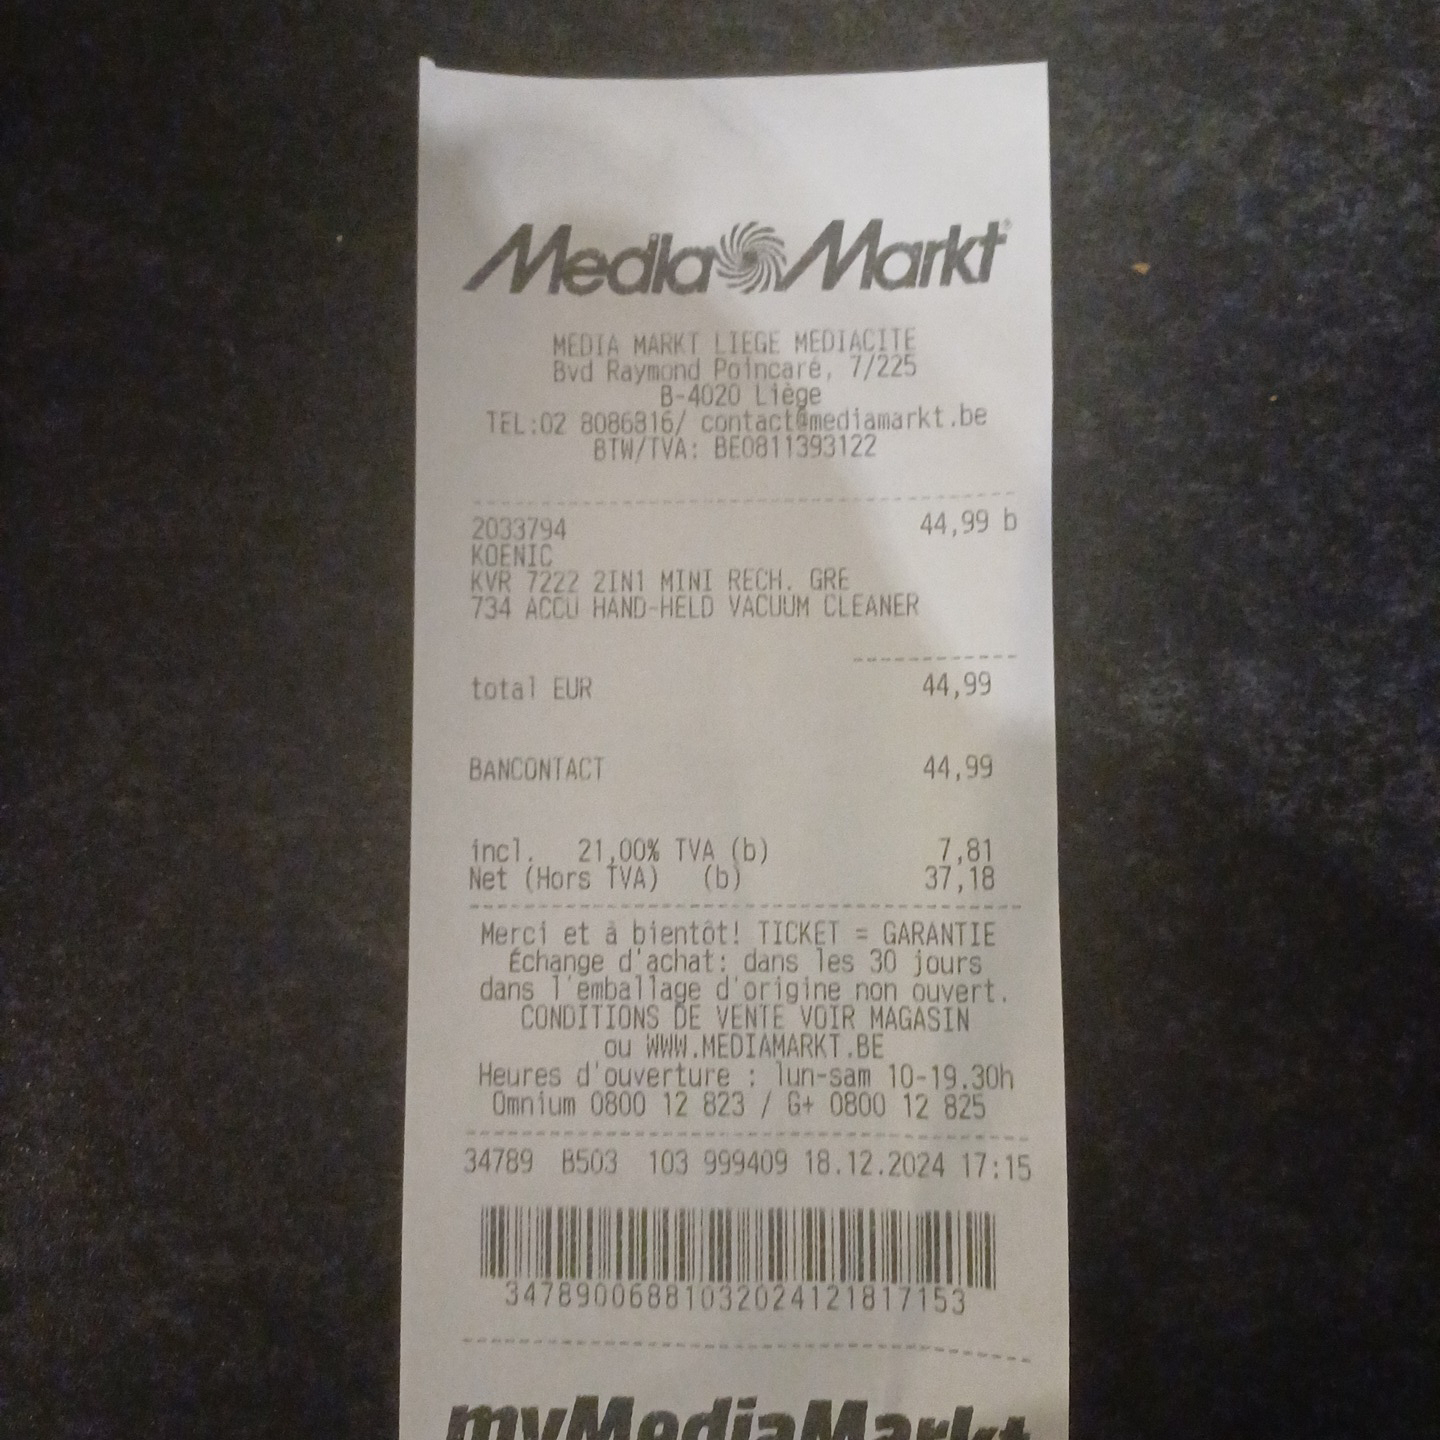 MediaMarkt®
MEDIA MARKT LIEGE MEDIACITE
Bvd Raymond Poincaré, 7/225
B-4020 Liège
TEL:02 8086816/ contact@mediamarkt.be
BTW/TVA: BE0811393122
2033794 44,99 b
KOENIC
KVR 7222 2IN1 MINI RECH. GRE
734 ACCU HAND-HELD VACUUM CLEANER
total EUR 44,99
BANCONTACT 44,99
incl. 21,00% TVA (b) 7,81
Net (Hors TVA) (b) 37,18
Merci et à bientôt! TICKET = GARANTIE
Échange d'achat: dans les 30 jours
dans l'emballage d'origine non ouvert.
CONDITIONS DE VENTE VOIR MAGASIN
ou WWW.MEDIAMARKT.BE
Heures d'ouverture : lun-sam 10-19.30h
Omnium 0800 12 823 / G+ 0800 12 825
34789 B503 103 999409 18.12.2024 17:15
3478900688103202412181​7153
myMediaMarkt